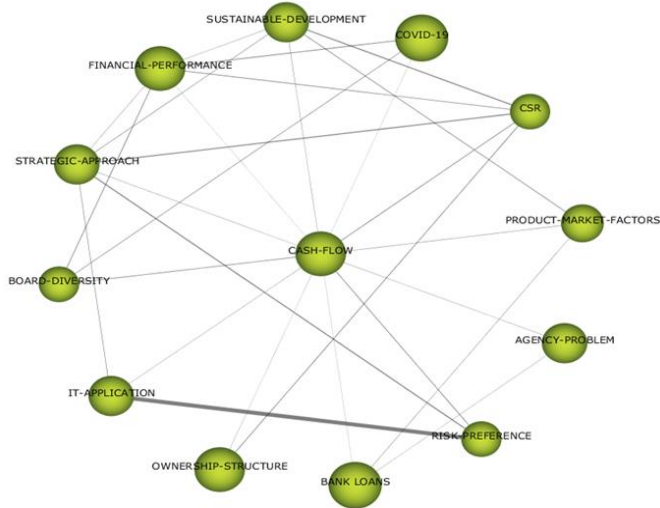 SUSTAINABLE-DEVELOPMENT
COVID-19
FINANCIAL-PERFORMANCE
CSR
STRATEGIC-APPROACH
PRODUCT-MARKET-FACTORS
CASH-FLOW
BOARD-DIVERSITY
AGENCY-PROBLEM
IT-APPLICATION
RISK-PREFERENCE
OWNERSHIP-STRUCTURE
BANK LOANS